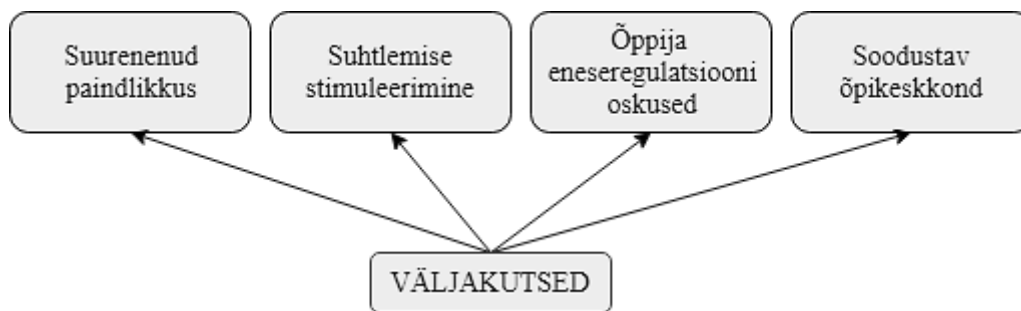 Suurenenud
paindlikkus
Suhtlemise
stimuleerimine
Õppija
eneseregulatsiooni
oskused
Soodustav
õpikeskkond
VÄLJAKUTSED